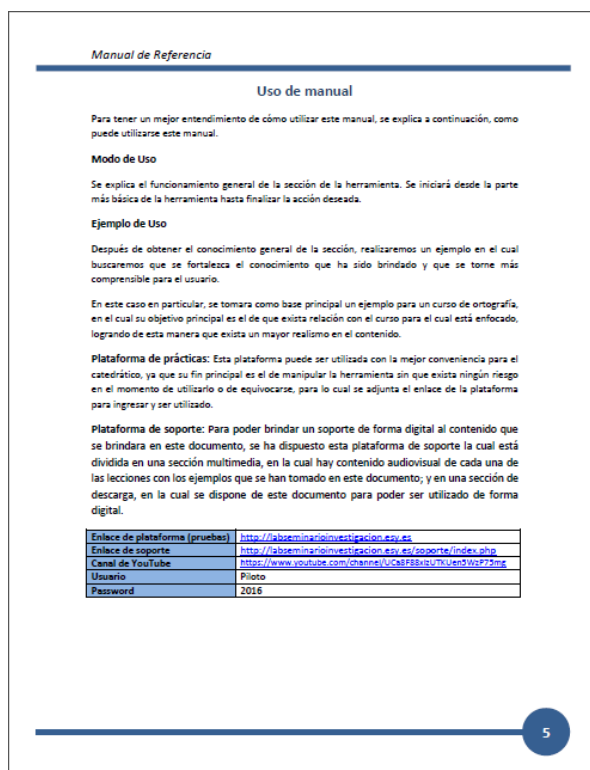 Manual de Referencia
Uso de manual
Para tener un mejor entendimiento de cómo utilizar este manual, se explica a continuación, como
puede utilizarse este manual.
Modo de Uso
Se explica el funcionamiento general de la sección de la herramienta. Se iniciará desde la parte
más básica de la herramienta hasta finalizar la acción deseada.
Ejemplo de Uso
Después de obtener el conocimiento general de la sección, realizaremos un ejemplo en el cual
buscaremos que se fortalezca el conocimiento que ha sido brindado y que se torne más
comprensible para el usuario.
En este caso en particular, se tomara como base principal un ejemplo para un curso de ortografía,
en el cual su objetivo principal es el de que exista relación con el curso para el cual está enfocado,
logrando de esta manera que exista un mayor realismo en el contenido.
Plataforma de prácticas: Esta plataforma puede ser utilizada con la mejor conveniencia para el
catedrático, ya que su fin principal es el de manipular la herramienta sin que exista ningún riesgo
en el momento de utilizarlo o de equivocarse, para lo cual se adjunta el enlace de la plataforma
para ingresar y ser utilizado.
Plataforma de soporte: Para poder brindar un soporte de forma digital al contenido que
se brindara en este documento, se ha dispuesto esta plataforma de soporte la cual está
dividida en una sección multimedia, en la cual hay contenido audiovisual de cada una de
las lecciones con los ejemplos que se han tomado en este documento; y en una sección de
descarga, en la cual se dispone de este documento para poder ser utilizado de forma
digital.
Enlace de plataforma (pruebas) http://labseminarioinvestigacion.esy.es
Enlace de soporte http://labseminarioinvestigacion.esy.es/soporte/index.php
Canal de YouTube
Usuario Piloto
Password 2016
5